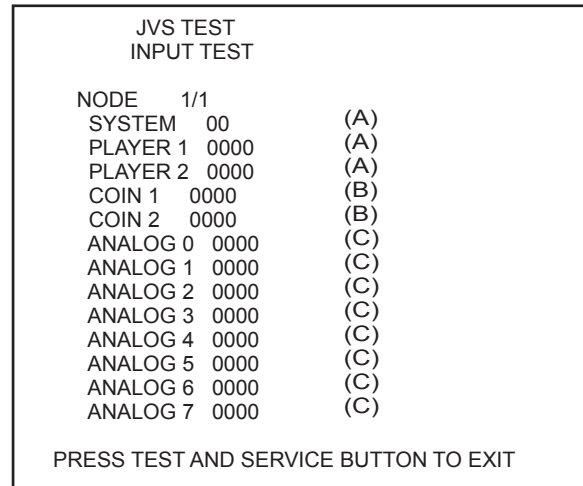 JVS TEST
INPUT TEST
NODE 1/1
SYSTEM 00 (A)
PLAYER 1 0000 (A)
PLAYER 2 0000 (A)
COIN 1 0000 (B)
COIN 2 0000 (B)
ANALOG 0 0000 (C)
ANALOG 1 0000 (C)
ANALOG 2 0000 (C)
ANALOG 3 0000 (C)
ANALOG 4 0000 (C)
ANALOG 5 0000 (C)
ANALOG 6 0000 (C)
ANALOG 7 0000 (C)
PRESS TEST AND SERVICE BUTTON TO EXIT